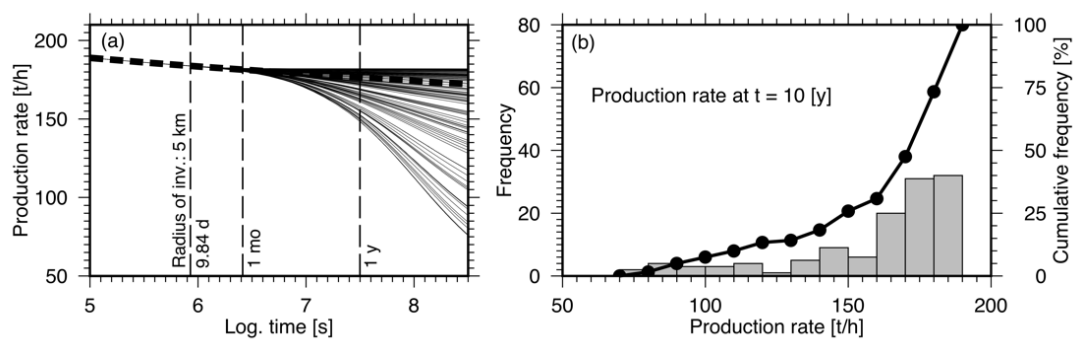 (a)
210
200
150
100
50
Production rate [t/h]
Radius of inv.: 5 km
9.84 d
1 mo
1 y
5
6
7
8
Log. time [s]
(b)
Production rate at t = 10 [y]
80
60
40
20
0
Frequency
100
75
50
25
0
Cumulative frequency [%]
50
100
150
200
Production rate [t/h]